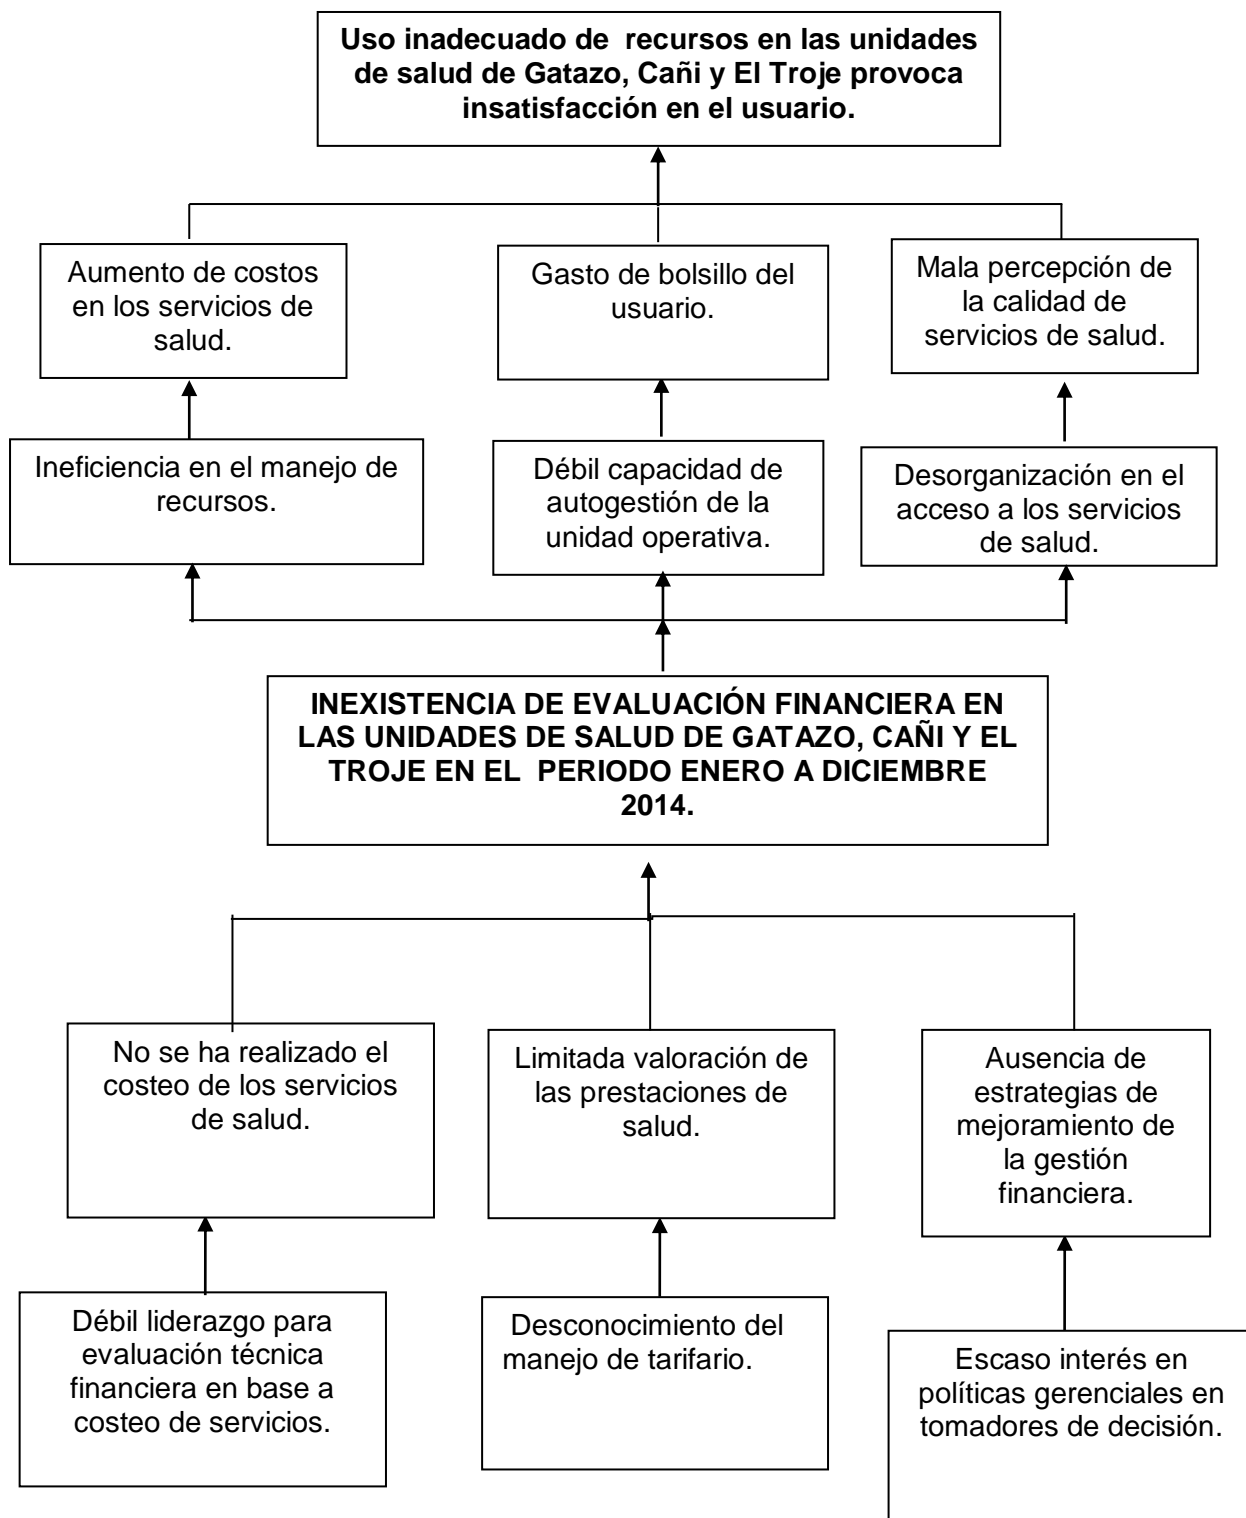 Uso inadecuado de recursos en las unidades
de salud de Gatazo, Cañi y El Troje provoca
insatisfacción en el usuario.
Aumento de costos
en los servicios de
salud.
Gasto de bolsillo del
usuario.
Mala percepción de
la calidad de
servicios de salud.
Ineficiencia en el manejo de
recursos.
Débil capacidad de
autogestión de la
unidad operativa.
Desorganización en el
acceso a los servicios
de salud.
INEXISTENCIA DE EVALUACIÓN FINANCIERA EN
LAS UNIDADES DE SALUD DE GATAZO, CAÑI Y EL
TROJE EN EL PERIODO ENERO A DICIEMBRE
2014.
No se ha realizado el
costeo de los servicios
de salud.
Limitada valoración de
las prestaciones de
salud.
Ausencia de
estrategias de
mejoramiento de
la gestión
financiera.
Débil liderazgo para
evaluación técnica
financiera en base a
costeo de servicios.
Desconocimiento del
manejo de tarifario.
Escaso interés en
políticas gerenciales en
tomadores de decisión.